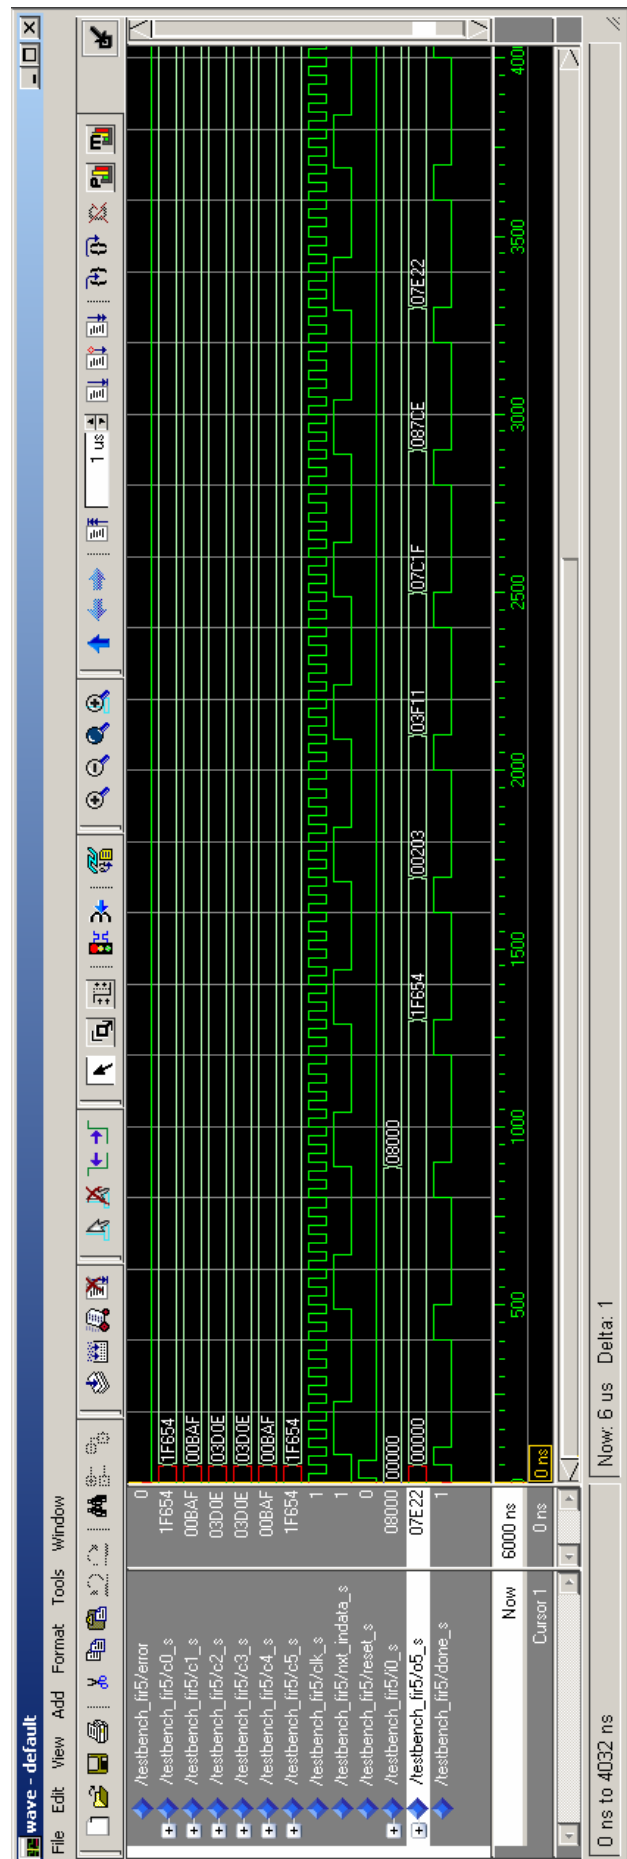 wave - default
File Edit View Add Format Tools Window
1 us
/testbench_fir5/error 0
/testbench_fir5/c0_s 1F654 1F654
/testbench_fir5/c1_s 00BAF 00BAF
/testbench_fir5/c2_s 03D0E 03D0E
/testbench_fir5/c3_s 03D0E 03D0E
/testbench_fir5/c4_s 00BAF 00BAF
/testbench_fir5/c5_s 1F654 1F654
/testbench_fir5/clk_s 1
/testbench_fir5/nxt_indata_s 1
/testbench_fir5/reset_s 0
/testbench_fir5/i0_s 08000 00000 08000
/testbench_fir5/o5_s 07E22 00000 1F654 00203 03F11 07C1F 087CE 07E22
/testbench_fir5/done_s 1
Now 6000 ns 500 1000 1500 2000 2500 3000 3500 400
Cursor 1 0 ns 0 ns
0 ns to 4032 ns Now: 6 us Delta: 1